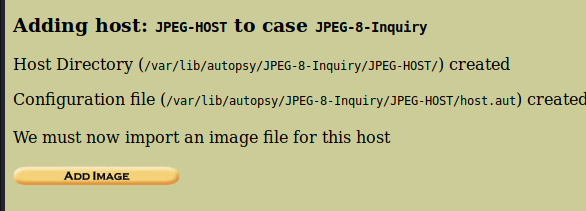 Adding host: JPEG-HOST to case JPEG-8-Inquiry
Host Directory (/var/lib/autopsy/JPEG-8-Inquiry/JPEG-HOST/) created
Configuration file (/var/lib/autopsy/JPEG-8-Inquiry/JPEG-HOST/host.aut) created
We must now import an image file for this host
ADD IMAGE